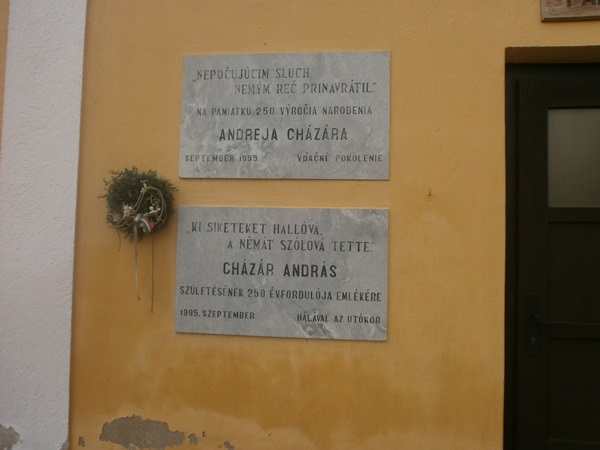 „NEPOČUJÚCIM SLUCH,
NEMÝM REČ PRINAVRÁTIL.”
NA PAMIATKU 250. VÝROČIA NARODENIA
ANDREJA CHÁZÁRA
SEPTEMBER 1995 VĎAČNÉ POKOLENIE
„KI SIKETEKET HALLÓVÁ,
A NÉMÁT SZÓLÓVÁ TETTE.”
CHÁZÁR ANDRÁS
SZÜLETÉSÉNEK 250 ÉVFORDULÓJA EMLÉKÉRE
1995. SZEPTEMBER HÁLÁVAL AZ UTÓKOR